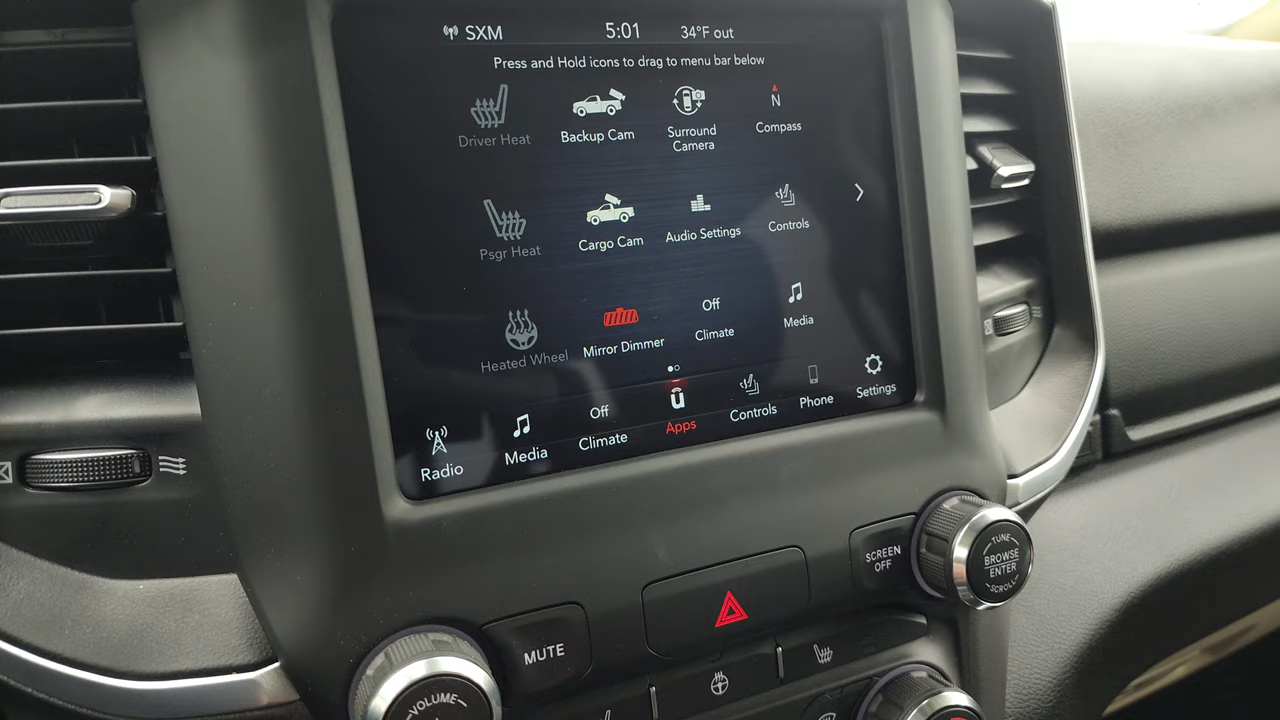 SXM 5:01 34°F out
Press and Hold icons to drag to menu bar below
Driver Heat
Backup Cam
Surround
Camera
N
Compass
Psgr Heat
Cargo Cam
Audio Settings
Controls
Heated Wheel
Mirror Dimmer
Off
Climate
Media
Radio
Media
Off
Climate
Apps
Controls
Phone
Settings
SCREEN
OFF
TUNE
BROWSE
ENTER
SCROLL
MUTE
VOLUME